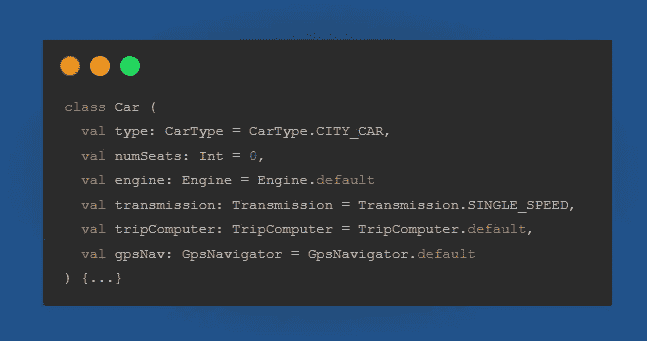 class Car (
val type: CarType = CarType.CITY_CAR,
val numSeats: Int = 0,
val engine: Engine = Engine.default
val transmission: Transmission = Transmission.SINGLE_SPEED,
val tripComputer: TripComputer = TripComputer.default,
val gpsNav: GpsNavigator = GpsNavigator.default
) {...}